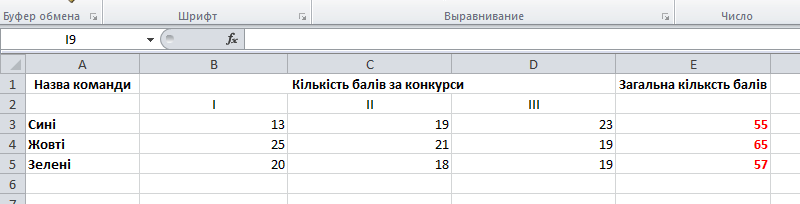 Буфер обмена Шрифт Выравнивание Число
I9 fx
A B C D E
1 Назва команди Кількість балів за конкурси Загальна кільксть балів
2 I II III
3 Сині 13 19 23 55
4 Жовті 25 21 19 65
5 Зелені 20 18 19 57
6
7